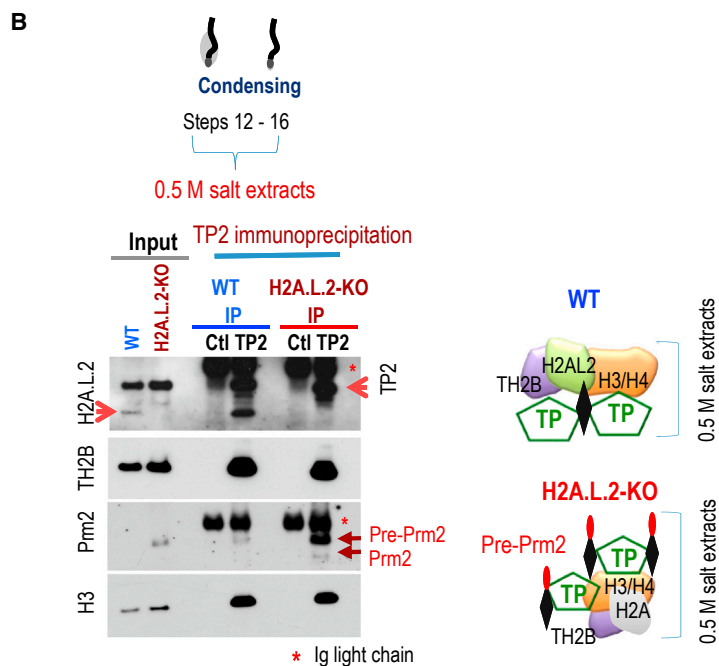 B
Condensing
Steps 12 - 16
0.5 M salt extracts
TP2 immunoprecipitation
Input
WT
H2A.L.2-KO
WT
IP
H2A.L.2-KO
IP
Ctl TP2
Ctl TP2
H2A.L.2
*
TP2
TH2B
Prm2
*
Pre-Prm2
Prm2
H3
* Ig light chain
WT
H2AL2
TH2B
H3/H4
TP
TP
0.5 M salt extracts
H2A.L.2-KO
Pre-Prm2
TP
H3/H4
TP
H2A
TH2B
0.5 M salt extracts